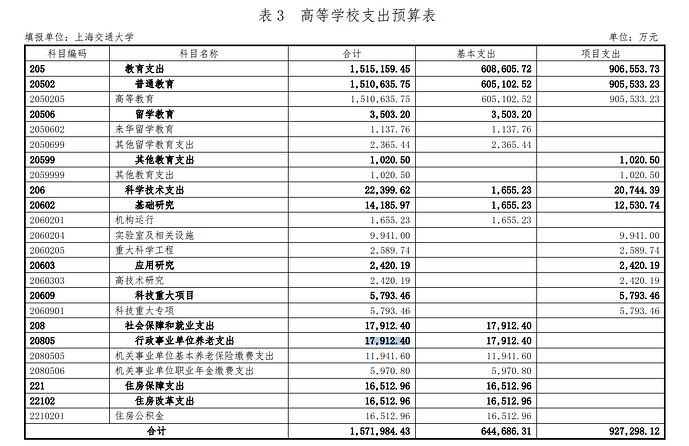 表 3 高等学校支出预算表
填报单位：上海交通大学 单位：万元
科目编码 科目名称 合计 基本支出 项目支出
205 教育支出 1,515,159.45 608,605.72 906,553.73
20502 普通教育 1,510,635.75 605,102.52 905,533.23
2050205 高等教育 1,510,635.75 605,102.52 905,533.23
20506 留学教育 3,503.20 3,503.20
2050602 来华留学教育 1,137.76 1,137.76
2050699 其他留学教育支出 2,365.44 2,365.44
20599 其他教育支出 1,020.50 1,020.50
2059999 其他教育支出 1,020.50 1,020.50
206 科学技术支出 22,399.62 1,655.23 20,744.39
20602 基础研究 14,185.97 1,655.23 12,530.74
2060201 机构运行 1,655.23 1,655.23
2060204 实验室及相关设施 9,941.00 9,941.00
2060205 重大科学工程 2,589.74 2,589.74
20603 应用研究 2,420.19 2,420.19
2060303 高技术研究 2,420.19 2,420.19
20609 科技重大项目 5,793.46 5,793.46
2060901 科技重大专项 5,793.46 5,793.46
208 社会保障和就业支出 17,912.40 17,912.40
20805 行政事业单位养老支出 17,912.40 17,912.40
2080505 机关事业单位基本养老保险缴费支出 11,941.60 11,941.60
2080506 机关事业单位职业年金缴费支出 5,970.80 5,970.80
221 住房保障支出 16,512.96 16,512.96
22102 住房改革支出 16,512.96 16,512.96
2210201 住房公积金 16,512.96 16,512.96
合计 1,571,984.43 644,686.31 927,298.12